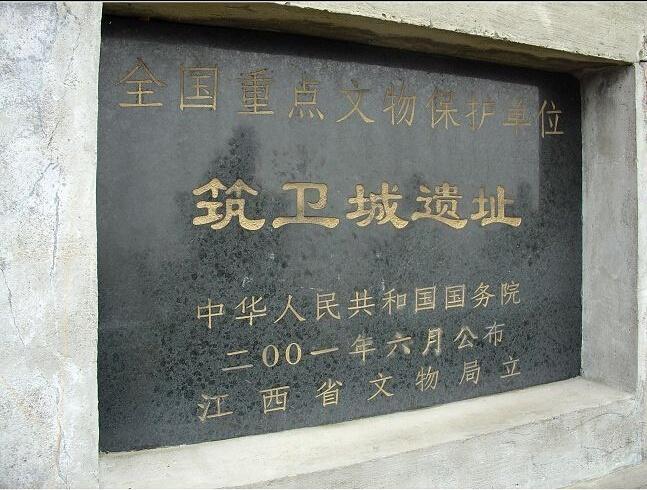 全国重点文物保护单位
筑卫城遗址
中华人民共和国国务院
二00一年六月公布
江西省文物局立